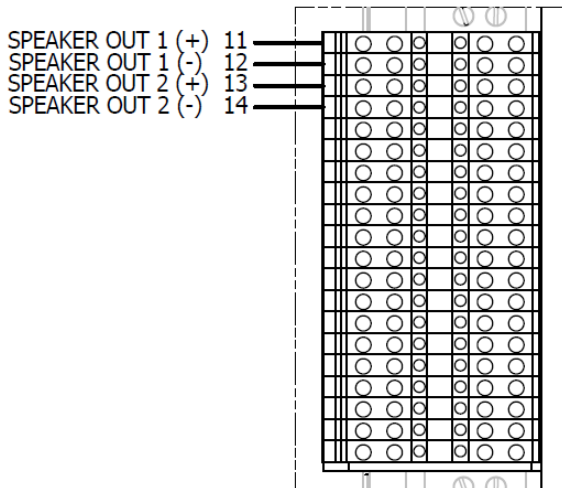 SPEAKER OUT 1 (+) 11
SPEAKER OUT 1 (-) 12
SPEAKER OUT 2 (+) 13
SPEAKER OUT 2 (-) 14